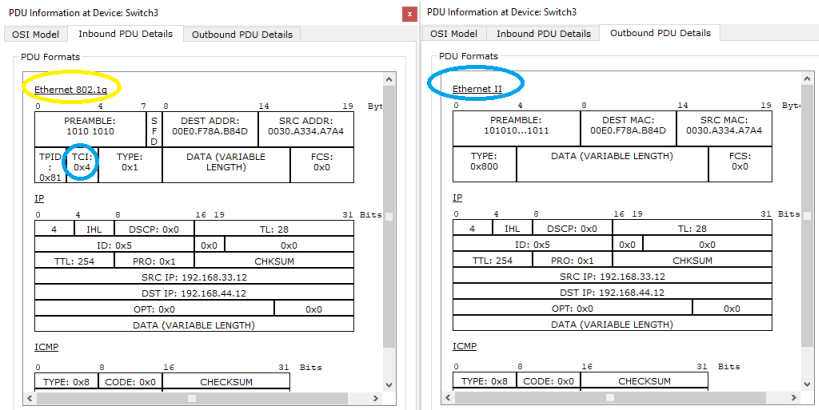 PDU Information at Device: Switch3
x
OSI Model Inbound PDU Details Outbound PDU Details
PDU Formats
Ethernet 802.1q
0 4 7 8 14 19 Byt
PREAMBLE: 1010 1010
SFD
DEST ADDR: 00E0.F78A.B84D
SRC ADDR: 0030.A334.A7A4
TPID: 0x81
TCI: 0x4
TYPE: 0x1
DATA (VARIABLE LENGTH)
FCS: 0x0
IP
0 4 8 16 19 31 Bits
4 IHL DSCP: 0x0 TL: 28
ID: 0x5 0x0 0x0
TTL: 254 PRO: 0x1 CHKSUM
SRC IP: 192.168.33.12
DST IP: 192.168.44.12
OPT: 0x0 0x0
DATA (VARIABLE LENGTH)
ICMP
0 8 16 31 Bits
TYPE: 0x8 CODE: 0x0 CHECKSUM
PDU Information at Device: Switch3
OSI Model Inbound PDU Details Outbound PDU Details
PDU Formats
Ethernet II
0 4 8 14 19 Byt
PREAMBLE: 101010...1011
DEST MAC: 00E0.F78A.B84D
SRC MAC: 0030.A334.A7A4
TYPE: 0x800
DATA (VARIABLE LENGTH)
FCS: 0x0
IP
0 4 8 16 19 31 Bits
4 IHL DSCP: 0x0 TL: 28
ID: 0x5 0x0 0x0
TTL: 254 PRO: 0x1 CHKSUM
SRC IP: 192.168.33.12
DST IP: 192.168.44.12
OPT: 0x0 0x0
DATA (VARIABLE LENGTH)
ICMP
0 8 16 31 Bits
TYPE: 0x8 CODE: 0x0 CHECKSUM